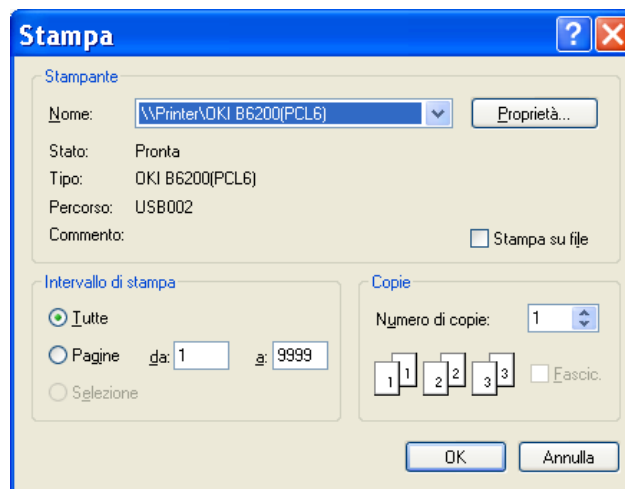 Stampa
Stampante
Nome: \\Printer\OKI B6200(PCL6) Proprietà...
Stato: Pronta
Tipo: OKI B6200(PCL6)
Percorso: USB002
Commento: Stampa su file
Intervallo di stampa
Tutte
Pagine da: 1 a: 9999
Selezione
Copie
Numero di copie: 1
1 1 2 2 3 3 Fascic.
OK Annulla